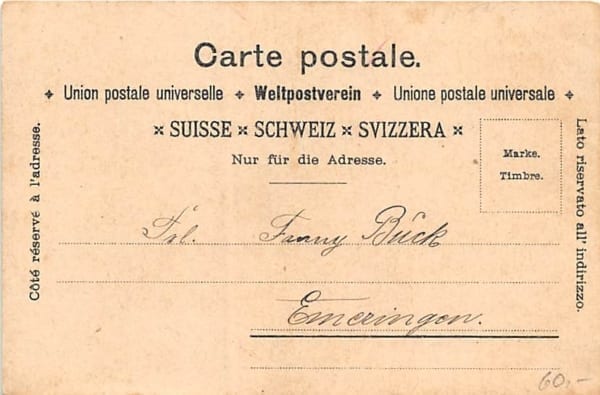 Carte postale.
Union postale universelle Weltpostverein Unione postale universale
SUISSE × SCHWEIZ × SVIZZERA
Nur für die Adresse.
Marke.
Timbre.
Côté réservé à l'adresse.
Lato riservato all' indirizzo.
Frl. Fanny Bück
Emeringen.
60.-